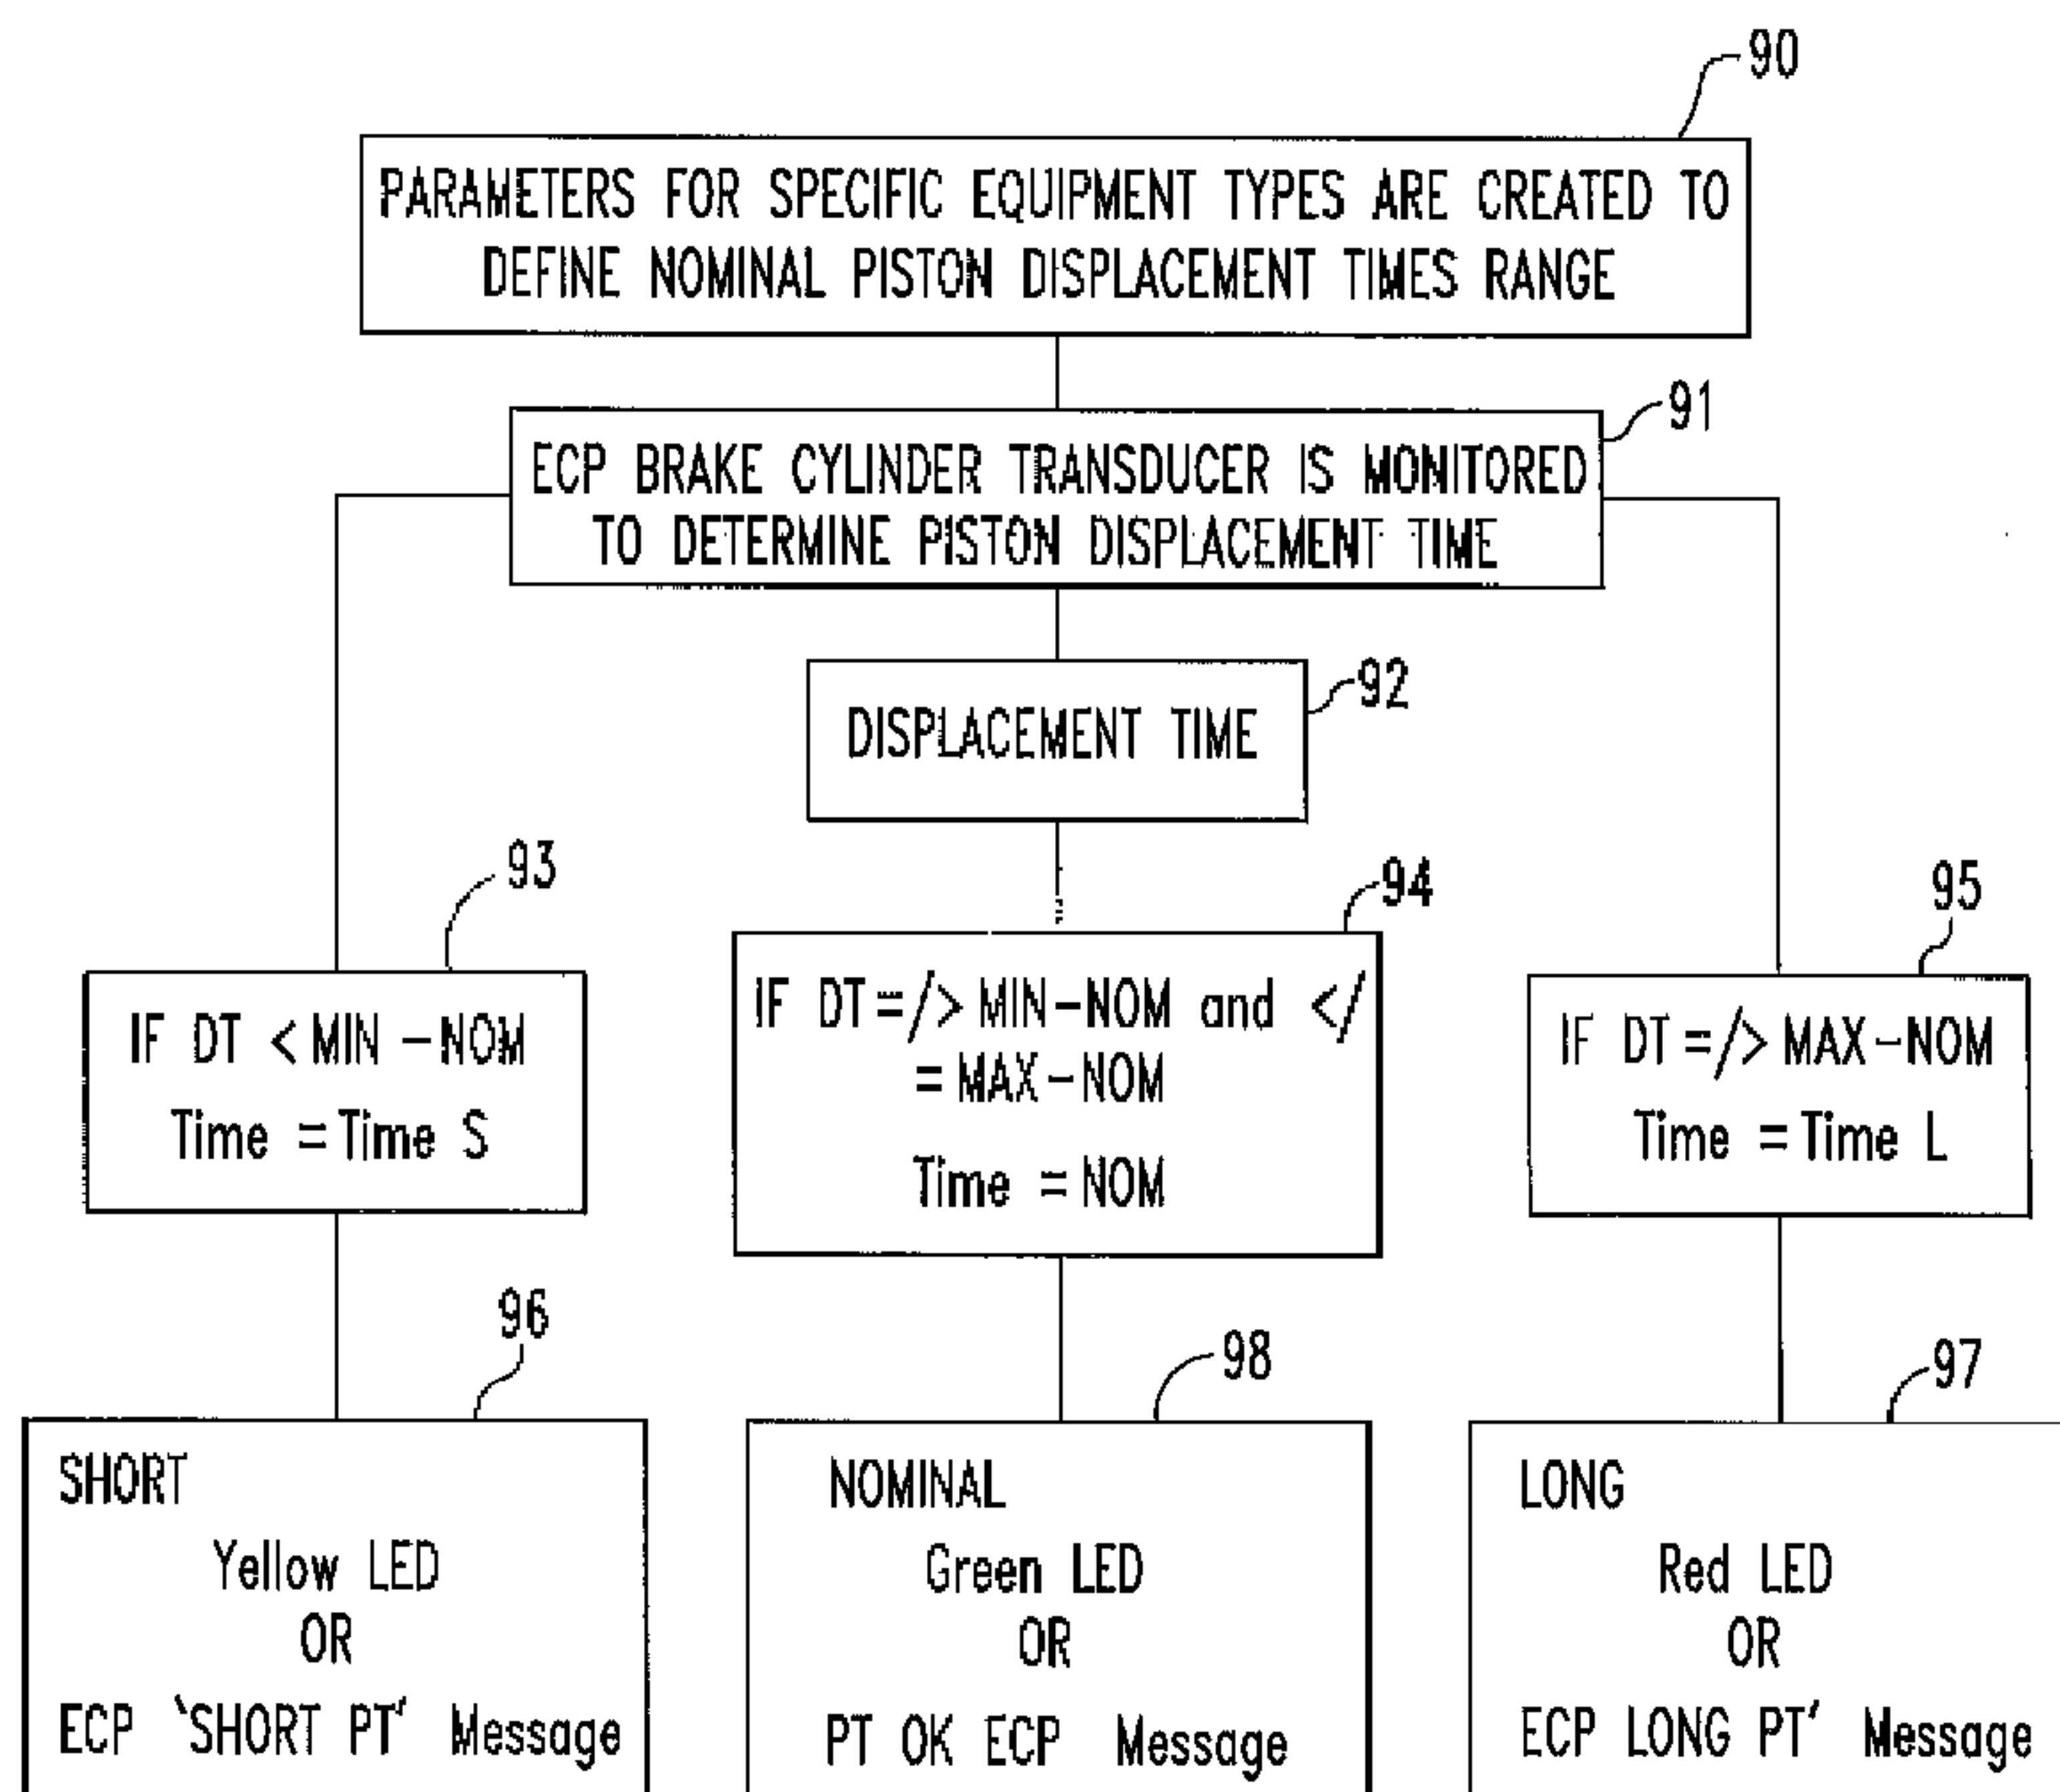 90
PARAMETERS FOR SPECIFIC EQUIPMENT TYPES ARE CREATED TO
DEFINE NOMINAL PISTON DISPLACEMENT TIMES RANGE
91
ECP BRAKE CYLINDER TRANSDUCER IS MONITORED
TO DETERMINE PISTON DISPLACEMENT TIME
92
DISPLACEMENT TIME
93
IF DT < MIN -NOM
Time = Time S
94
IF DT =/> MIN-NOM and </
= MAX-NOM
Time = NOM
95
IF DT =/> MAX-NOM
Time = Time L
96
SHORT
Yellow LED
OR
ECP 'SHORT PT' Message
98
NOMINAL
Green LED
OR
PT OK ECP Message
97
LONG
Red LED
OR
ECP LONG PT' Message